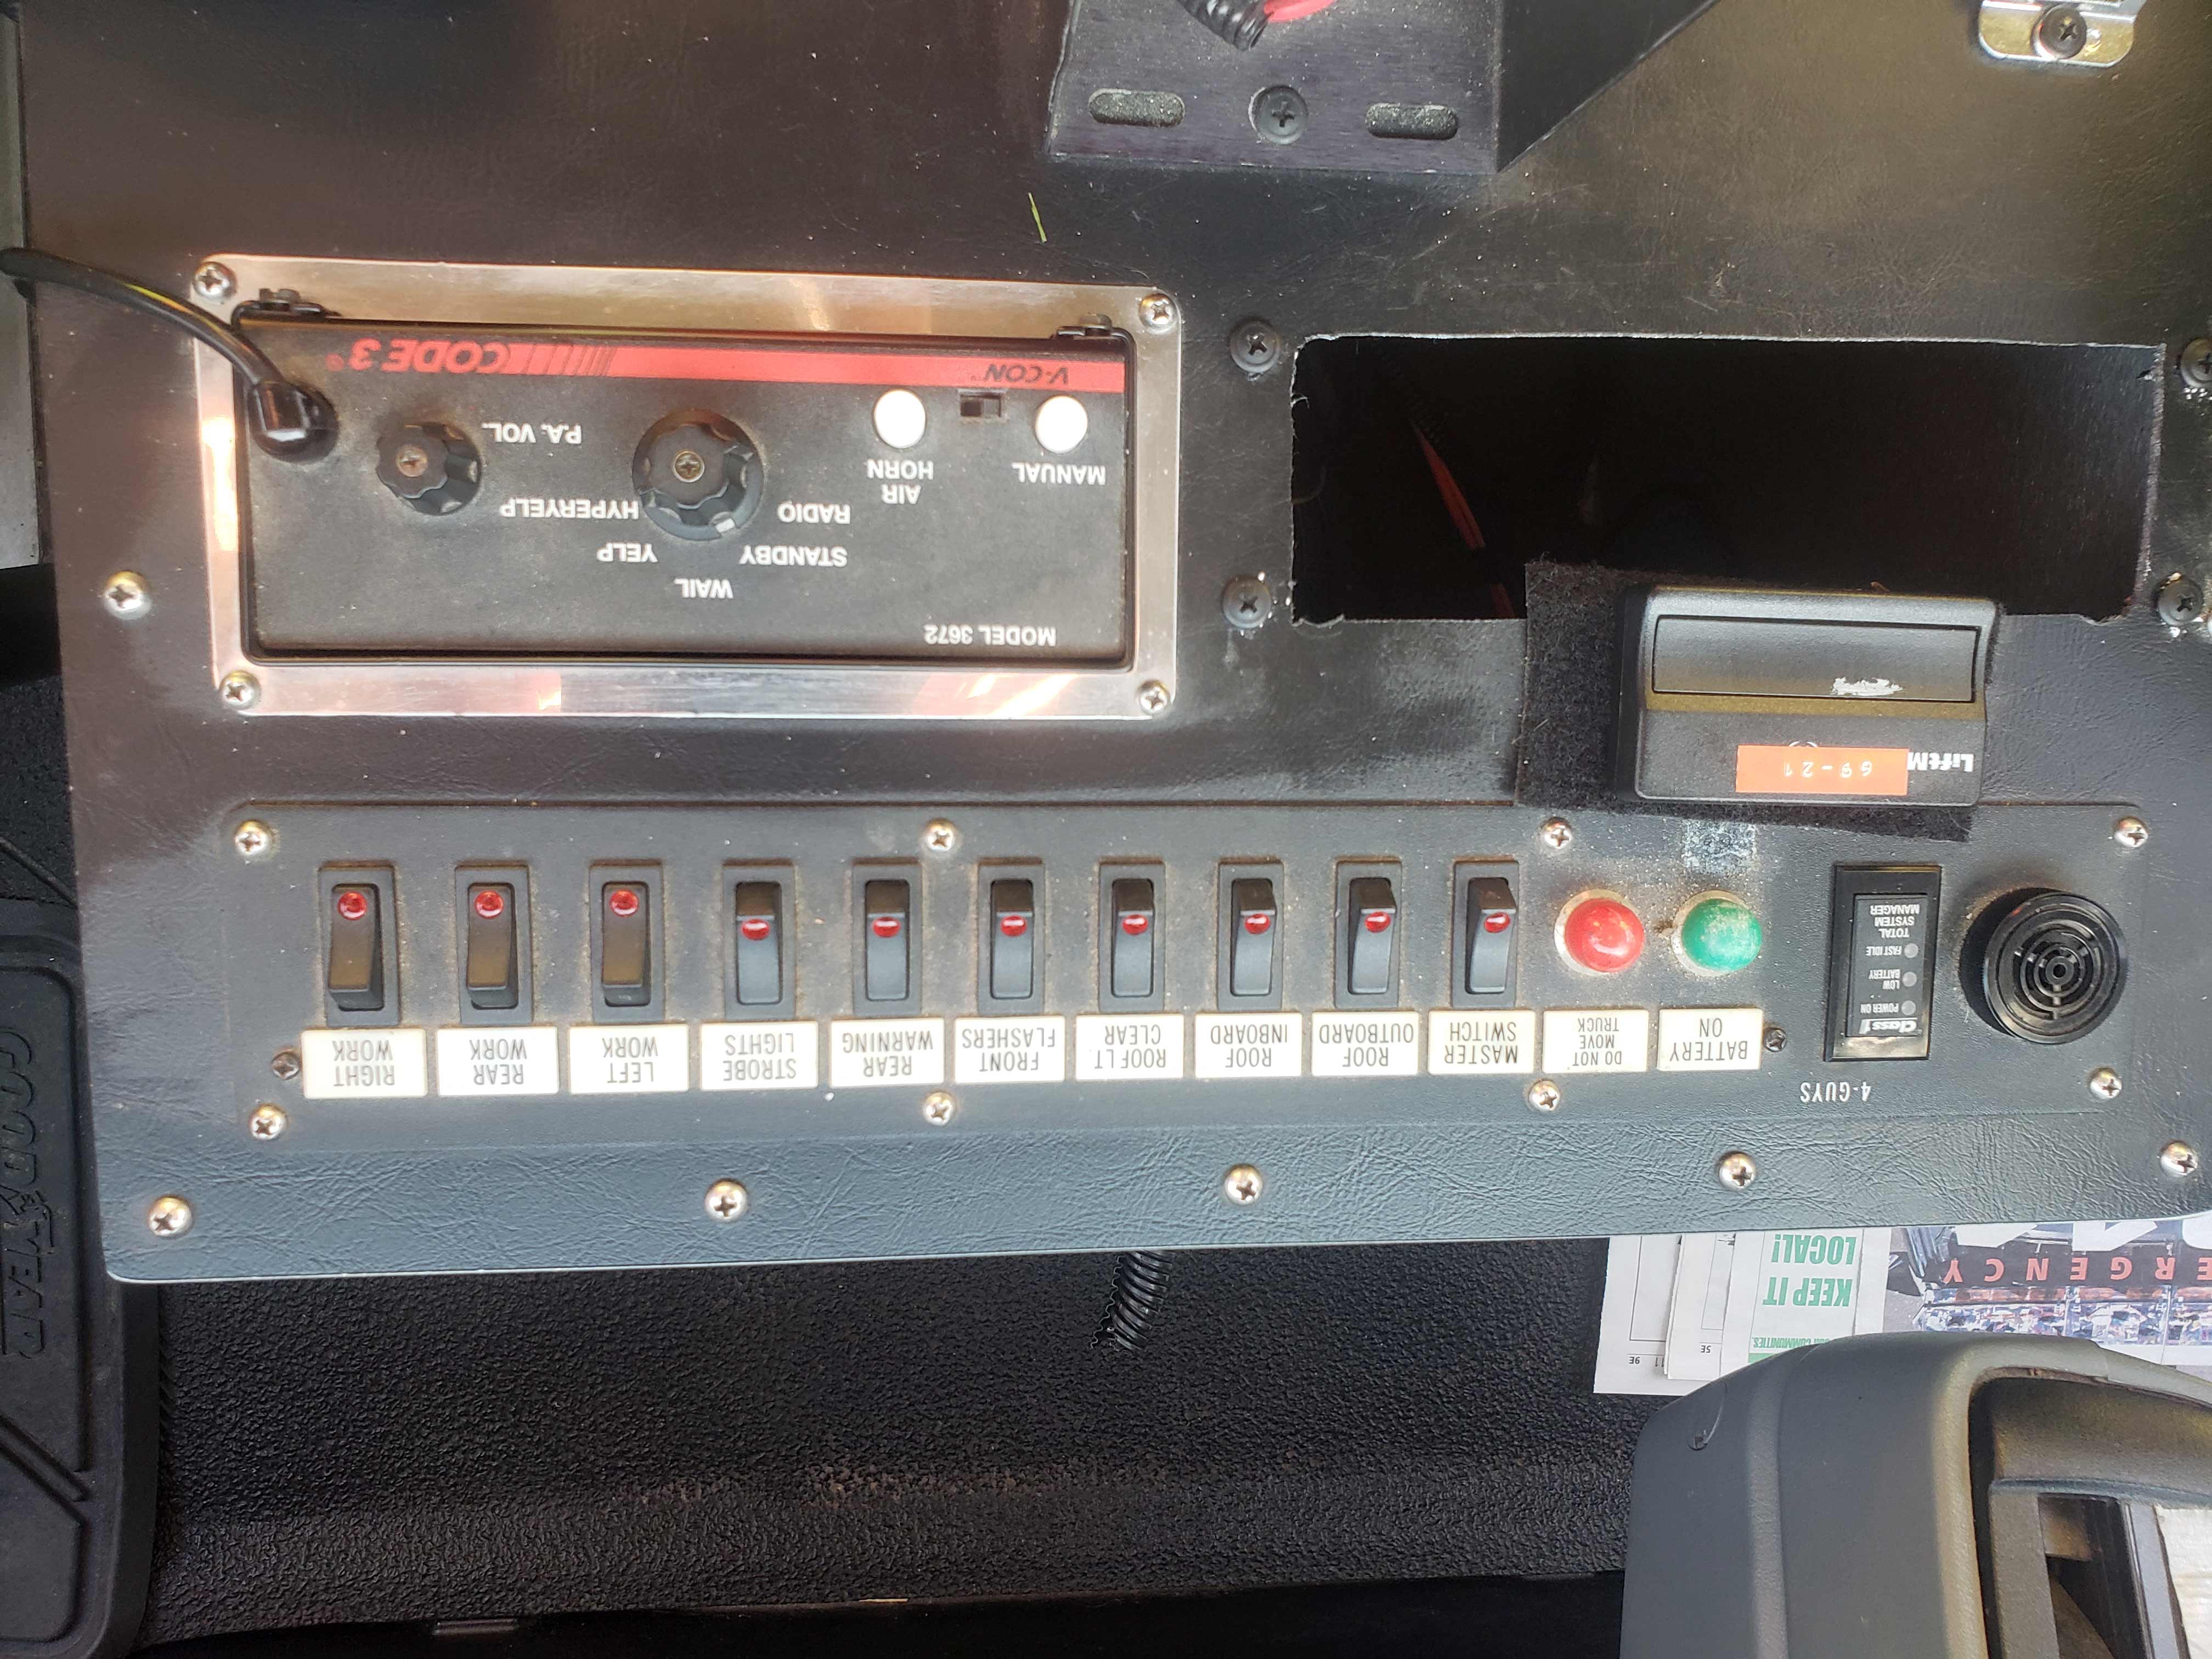 COMMUNITIES.
KEEP IT
LOCAL!
4-GUYS
Class 1
POWER ON
LOW
BATTERY
FAST IDLE
TOTAL
SYSTEM
MANAGER
BATTERY
ON
DO NOT
MOVE
TRUCK
MASTER
SWITCH
ROOF
OUTBOARD
ROOF
INBOARD
ROOF LT.
CLEAR
FRONT
FLASHERS
REAR
WARNING
STROBE
LIGHTS
LEFT
WORK
REAR
WORK
RIGHT
WORK
GOODYEAR
LiftM
69-21
MODEL 3672
WAIL
STANDBY
YELP
RADIO
HYPERYELP
MANUAL
AIR
HORN
P.A. VOL.
V-CON™
CODE 3®